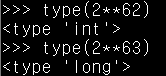 >>> type(2**62)
<type 'int'>
>>> type(2**63)
<type 'long'>